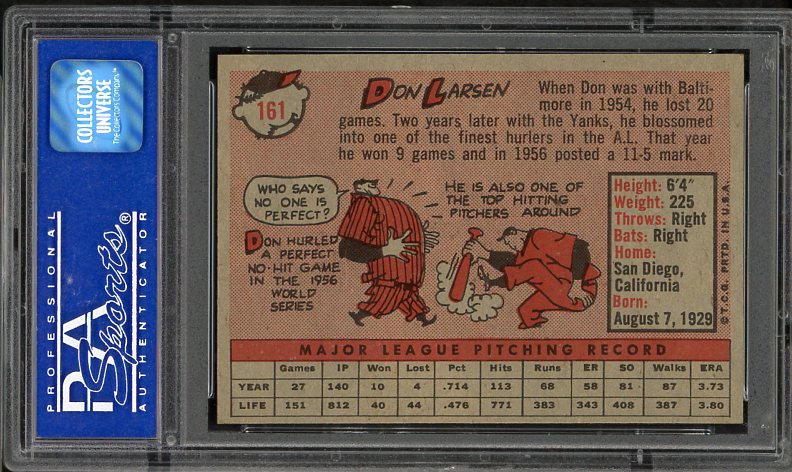 COLLECTORS
UNIVERSE
The Collectors Company™
PROFESSIONAL
PSA
Sports®
AUTHENTICATOR
161
DON LARSEN
When Don was with Balti-
more in 1954, he lost 20
games. Two years later with the Yanks, he blossomed
into one of the finest hurlers in the A.L. That year
he won 9 games and in 1956 posted a 11-5 mark.
WHO SAYS
NO ONE IS
PERFECT?
DON HURLED
A PERFECT
NO-HIT GAME
IN THE 1956
WORLD
SERIES
HE IS ALSO ONE OF
THE TOP HITTING
PITCHERS AROUND
Height: 6'4"
Weight: 225
Throws: Right
Bats: Right
Home:
San Diego,
California
Born:
August 7, 1929
©T.C.G. PRTD. IN U.S.A.
MAJOR LEAGUE PITCHING RECORD
Games IP Won Lost Pct Hits Runs ER SO Walks ERA
YEAR 27 140 10 4 .714 113 68 58 81 87 3.73
LIFE 151 812 40 44 .476 771 383 343 408 387 3.80